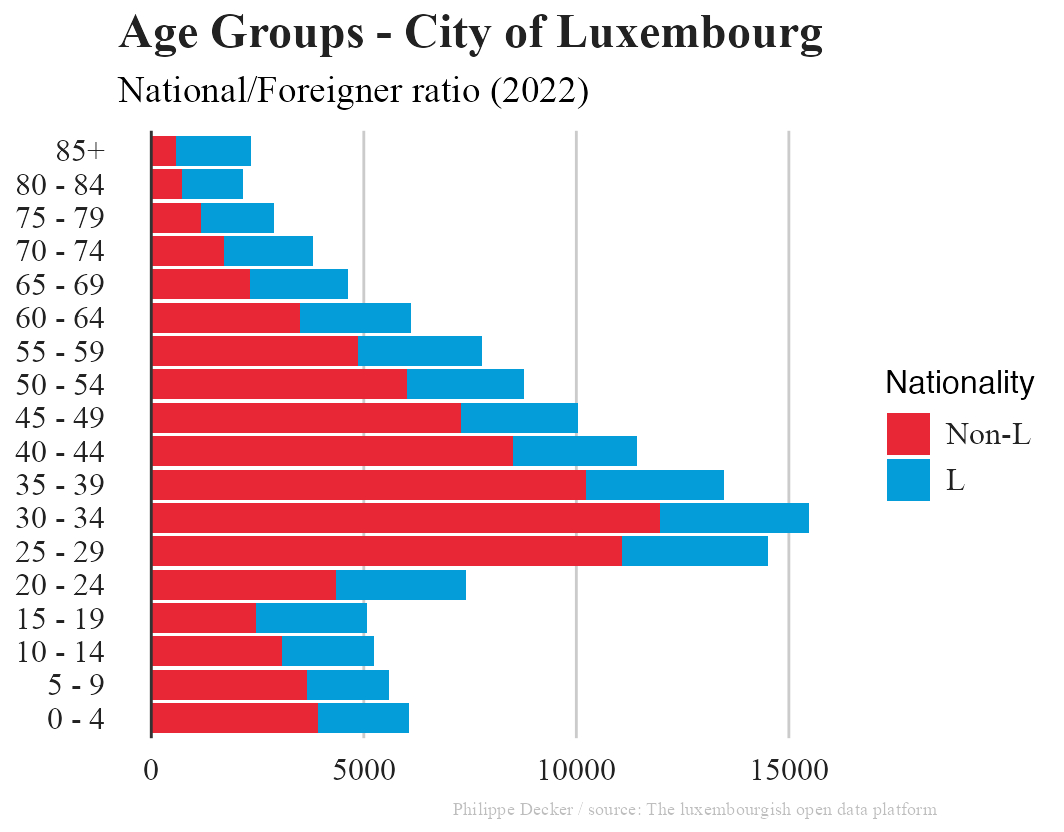 Age Groups - City of Luxembourg
National/Foreigner ratio (2022)
85+
80 - 84
75 - 79
70 - 74
65 - 69
60 - 64
55 - 59
50 - 54
45 - 49
40 - 44
35 - 39
30 - 34
25 - 29
20 - 24
15 - 19
10 - 14
5 - 9
0 - 4
0 5000 10000 15000
Nationality
Non-L
L
Philippe Decker / source: The luxembourgish open data platform